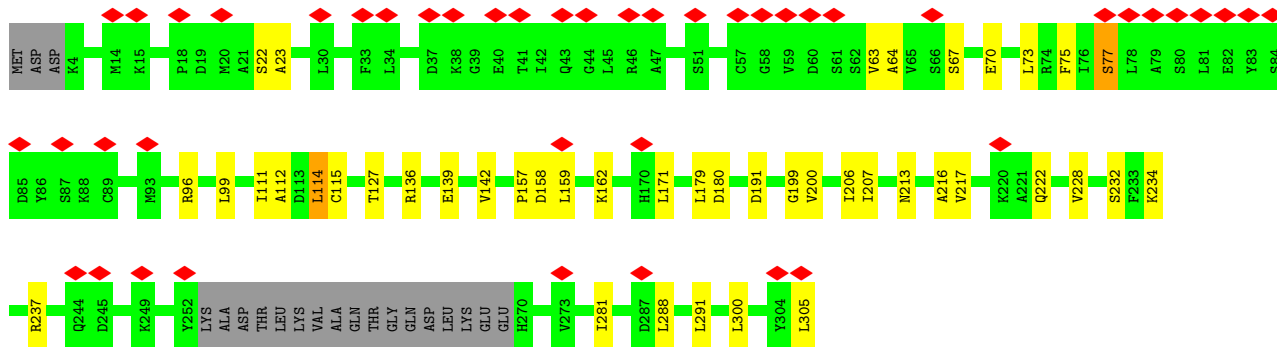 MET ASP ASP K4 M14 K15 P18 D19 M20 A21 S22 A23 L30 F33 L34 D37 K38 G39 E40 T41 I42 Q43 G44 L45 R46 A47 S51 C57 G58 V59 D60 S61 S62 V63 A64 V65 S66 S67 E70 L73 R74 F75 I76 S77 L78 A79 S80 L81 E82 Y83 S84
D85 Y86 S87 K88 C89 M93 R96 L99 I111 A112 D113 L114 C115 T127 R136 E139 V142 P157 D158 L159 K162 H170 L171 L179 D180 D191 G199 V200 I206 I207 N213 A216 V217 K220 A221 Q222 V228 S232 F233 K234
R237 Q244 D245 K249 Y252 LYS ALA ASP THR LEU LYS VAL ALA GLN THR GLY GLN ASP LEU LYS GLU GLU H270 V273 I281 D287 L288 L291 L300 Y304 L305